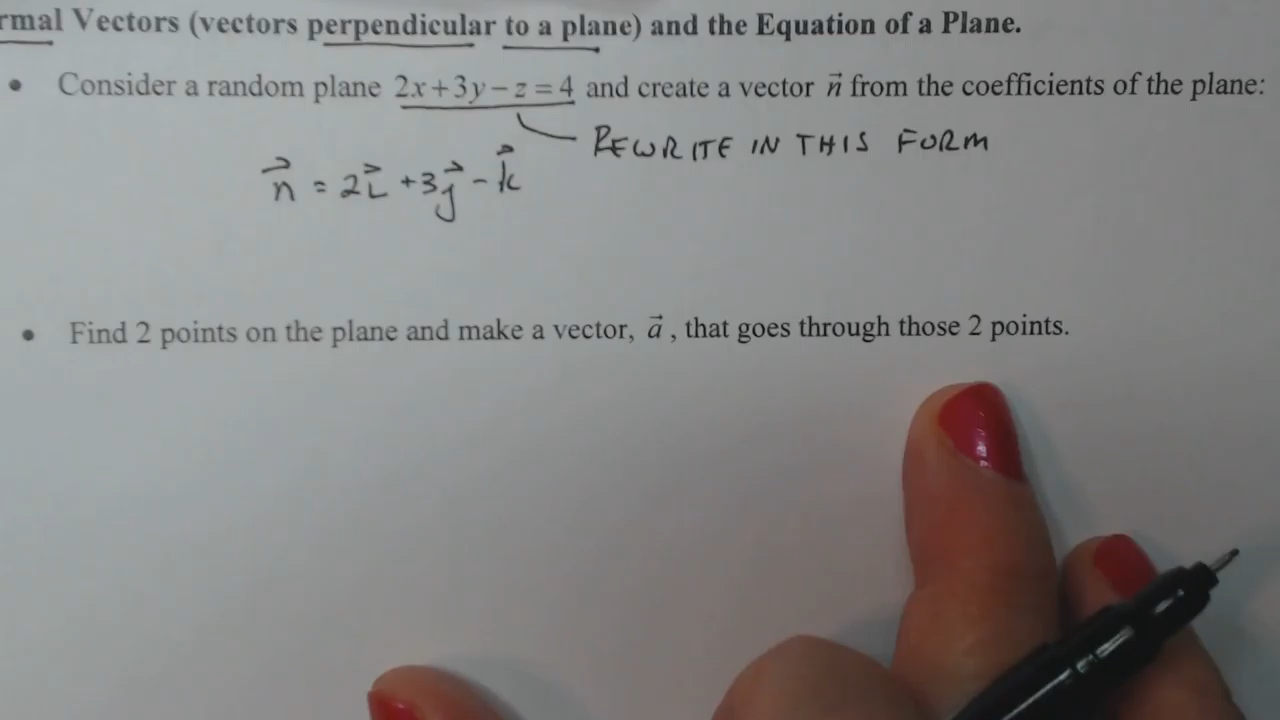 rmal Vectors (vectors perpendicular to a plane) and the Equation of a Plane.
• Consider a random plane 2x+3y−z=4 and create a vector n⃗ from the coefficients of the plane:
REWRITE IN THIS FORM
n⃗ = 2i⃗ +3j⃗ − k⃗
• Find 2 points on the plane and make a vector, a⃗ , that goes through those 2 points.